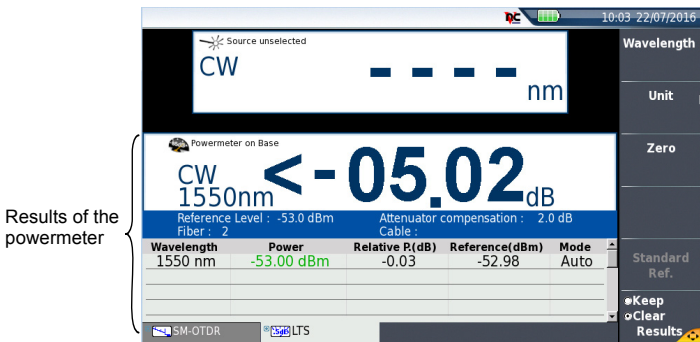 10:03 22/07/2016
Source unselected
CW
- - - -
nm
Wavelength
Unit
Zero
Powermeter on Base
CW
1550nm
<-05.02
dB
Reference Level : -53.0 dBm Attenuator compensation : 2.0 dB
Fiber : 2 Cable :
Results of the
powermeter
Wavelength Power Relative P.(dB) Reference(dBm) Mode
1550 nm -53.00 dBm -0.03 -52.98 Auto
Standard
Ref.
Keep
Clear
Results
SM-OTDR LTS